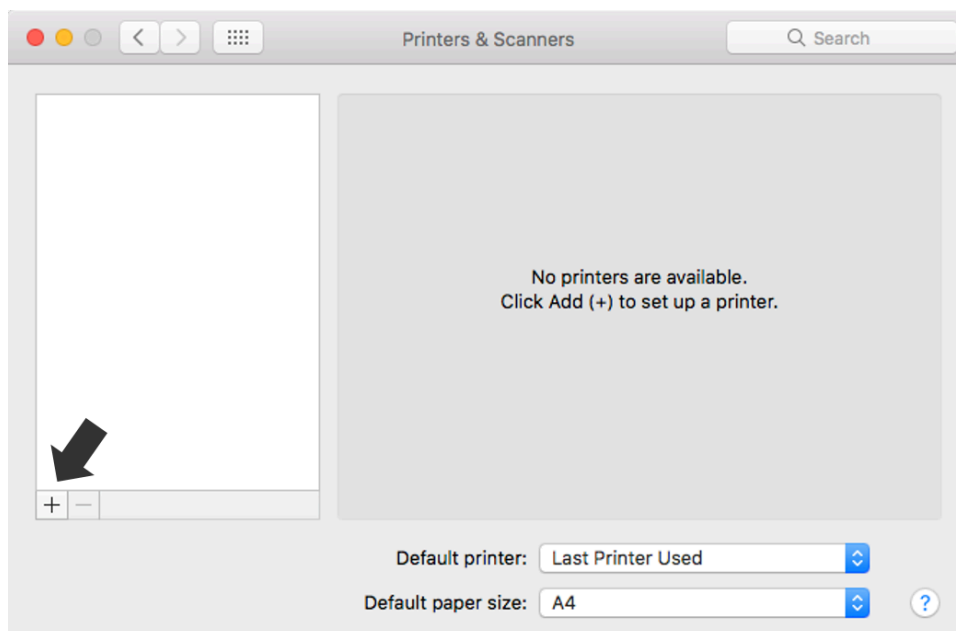 Printers & Scanners
Search
No printers are available.
Click Add (+) to set up a printer.
+ −
Default printer: Last Printer Used
Default paper size: A4
?